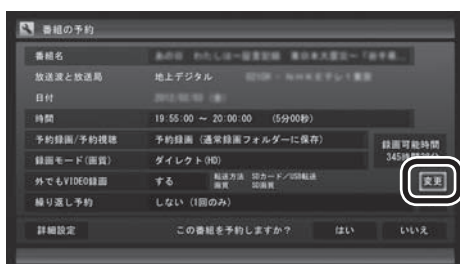 番組の予約
番組名
放送波と放送局 地上デジタル
日付
時間 19:55:00 ～ 20:00:00 (5分00秒)
予約録画/予約視聴 予約録画 (通常録画フォルダーに保存)
録画可能時間
録画モード(画質) ダイレクト(HD)
外でもVIDEO録画 する 転送方法 SDカード/USB転送
画質 SD画質
変更
繰り返し予約 しない (1回のみ)
詳細設定 この番組を予約しますか? はい いいえ